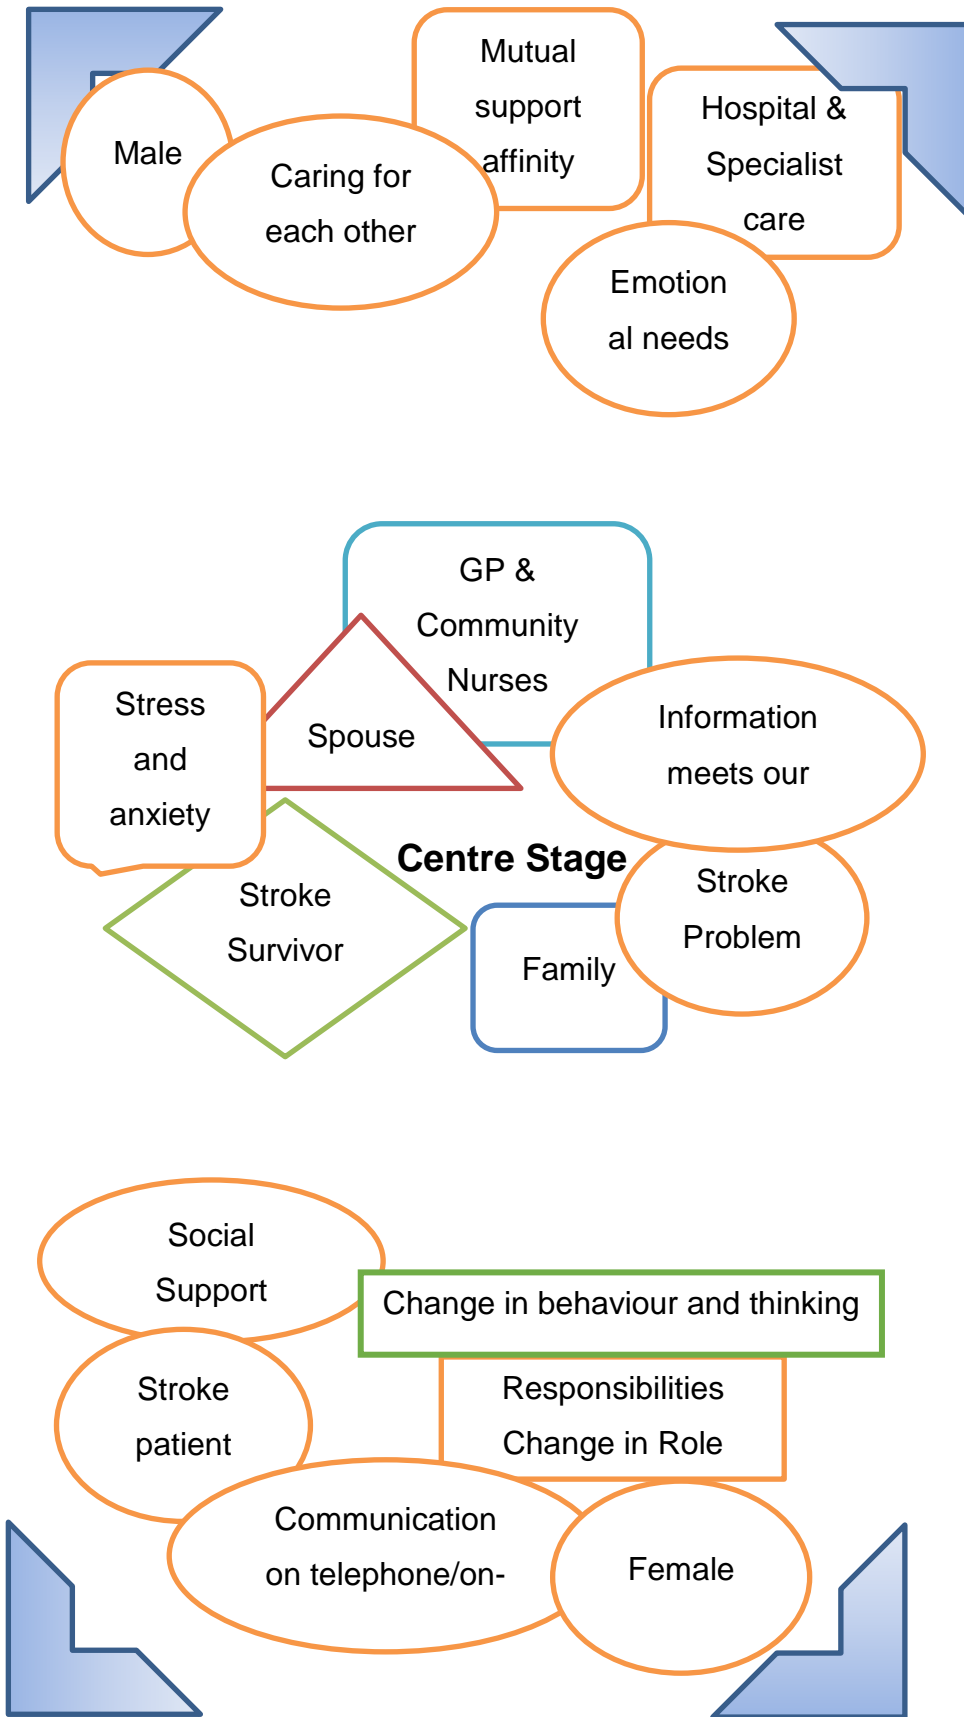 Mutual
support
affinity
Hospital &
Specialist
care
Male
Caring for
each other
Emotion
al needs
GP &
Community
Nurses
Stress
and
anxiety
Spouse
Information
meets our
Centre Stage
Stroke
Survivor
Stroke
Problem
Family
Social
Support
Change in behaviour and thinking
Stroke
patient
Responsibilities
Change in Role
Communication
on telephone/on-
Female